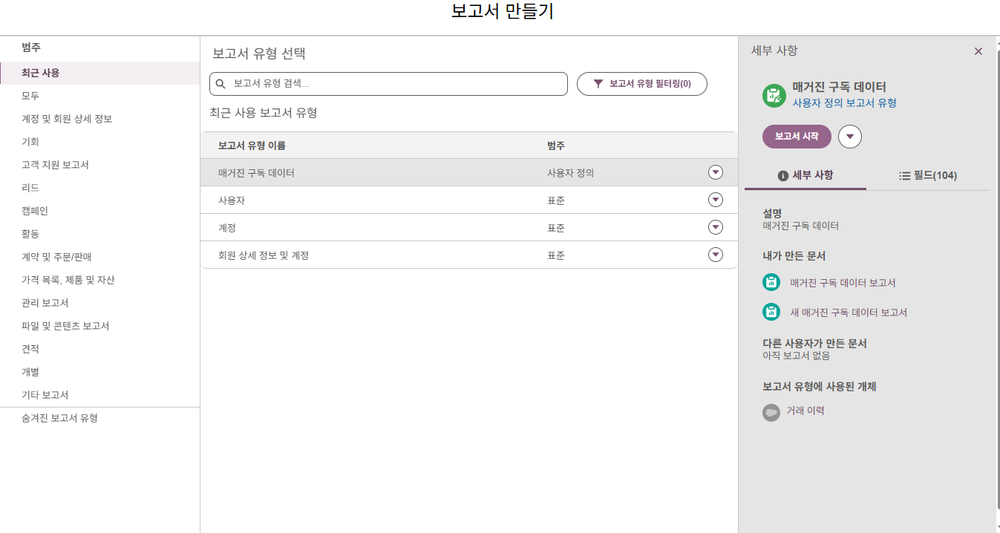 보고서 만들기
범주
최근 사용
모두
계정 및 회원 상세 정보
기회
고객 지원 보고서
리드
캠페인
활동
계약 및 주문/판매
가격 목록, 제품 및 자산
관리 보고서
파일 및 콘텐츠 보고서
견적
개별
기타 보고서
숨겨진 보고서 유형
보고서 유형 선택
보고서 유형 검색...
보고서 유형 필터링(0)
최근 사용 보고서 유형
보고서 유형 이름 범주
매거진 구독 데이터 사용자 정의
사용자 표준
계정 표준
회원 상세 정보 및 계정 표준
세부 사항
매거진 구독 데이터
사용자 정의 보고서 유형
보고서 시작
세부 사항 필드(104)
설명
매거진 구독 데이터
내가 만든 문서
매거진 구독 데이터 보고서
새 매거진 구독 데이터 보고서
다른 사용자가 만든 문서
아직 보고서 없음
보고서 유형에 사용된 개체
거래 이력